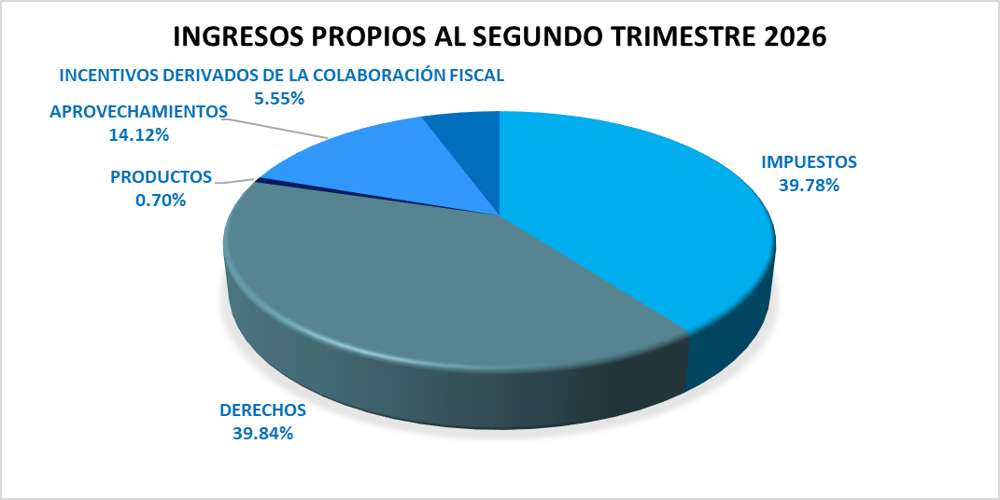 INGRESOS PROPIOS AL SEGUNDO TRIMESTRE 2026
INCENTIVOS DERIVADOS DE LA COLABORACIÓN FISCAL
5.55%
APROVECHAMIENTOS
14.12%
PRODUCTOS
0.70%
IMPUESTOS
39.78%
DERECHOS
39.84%